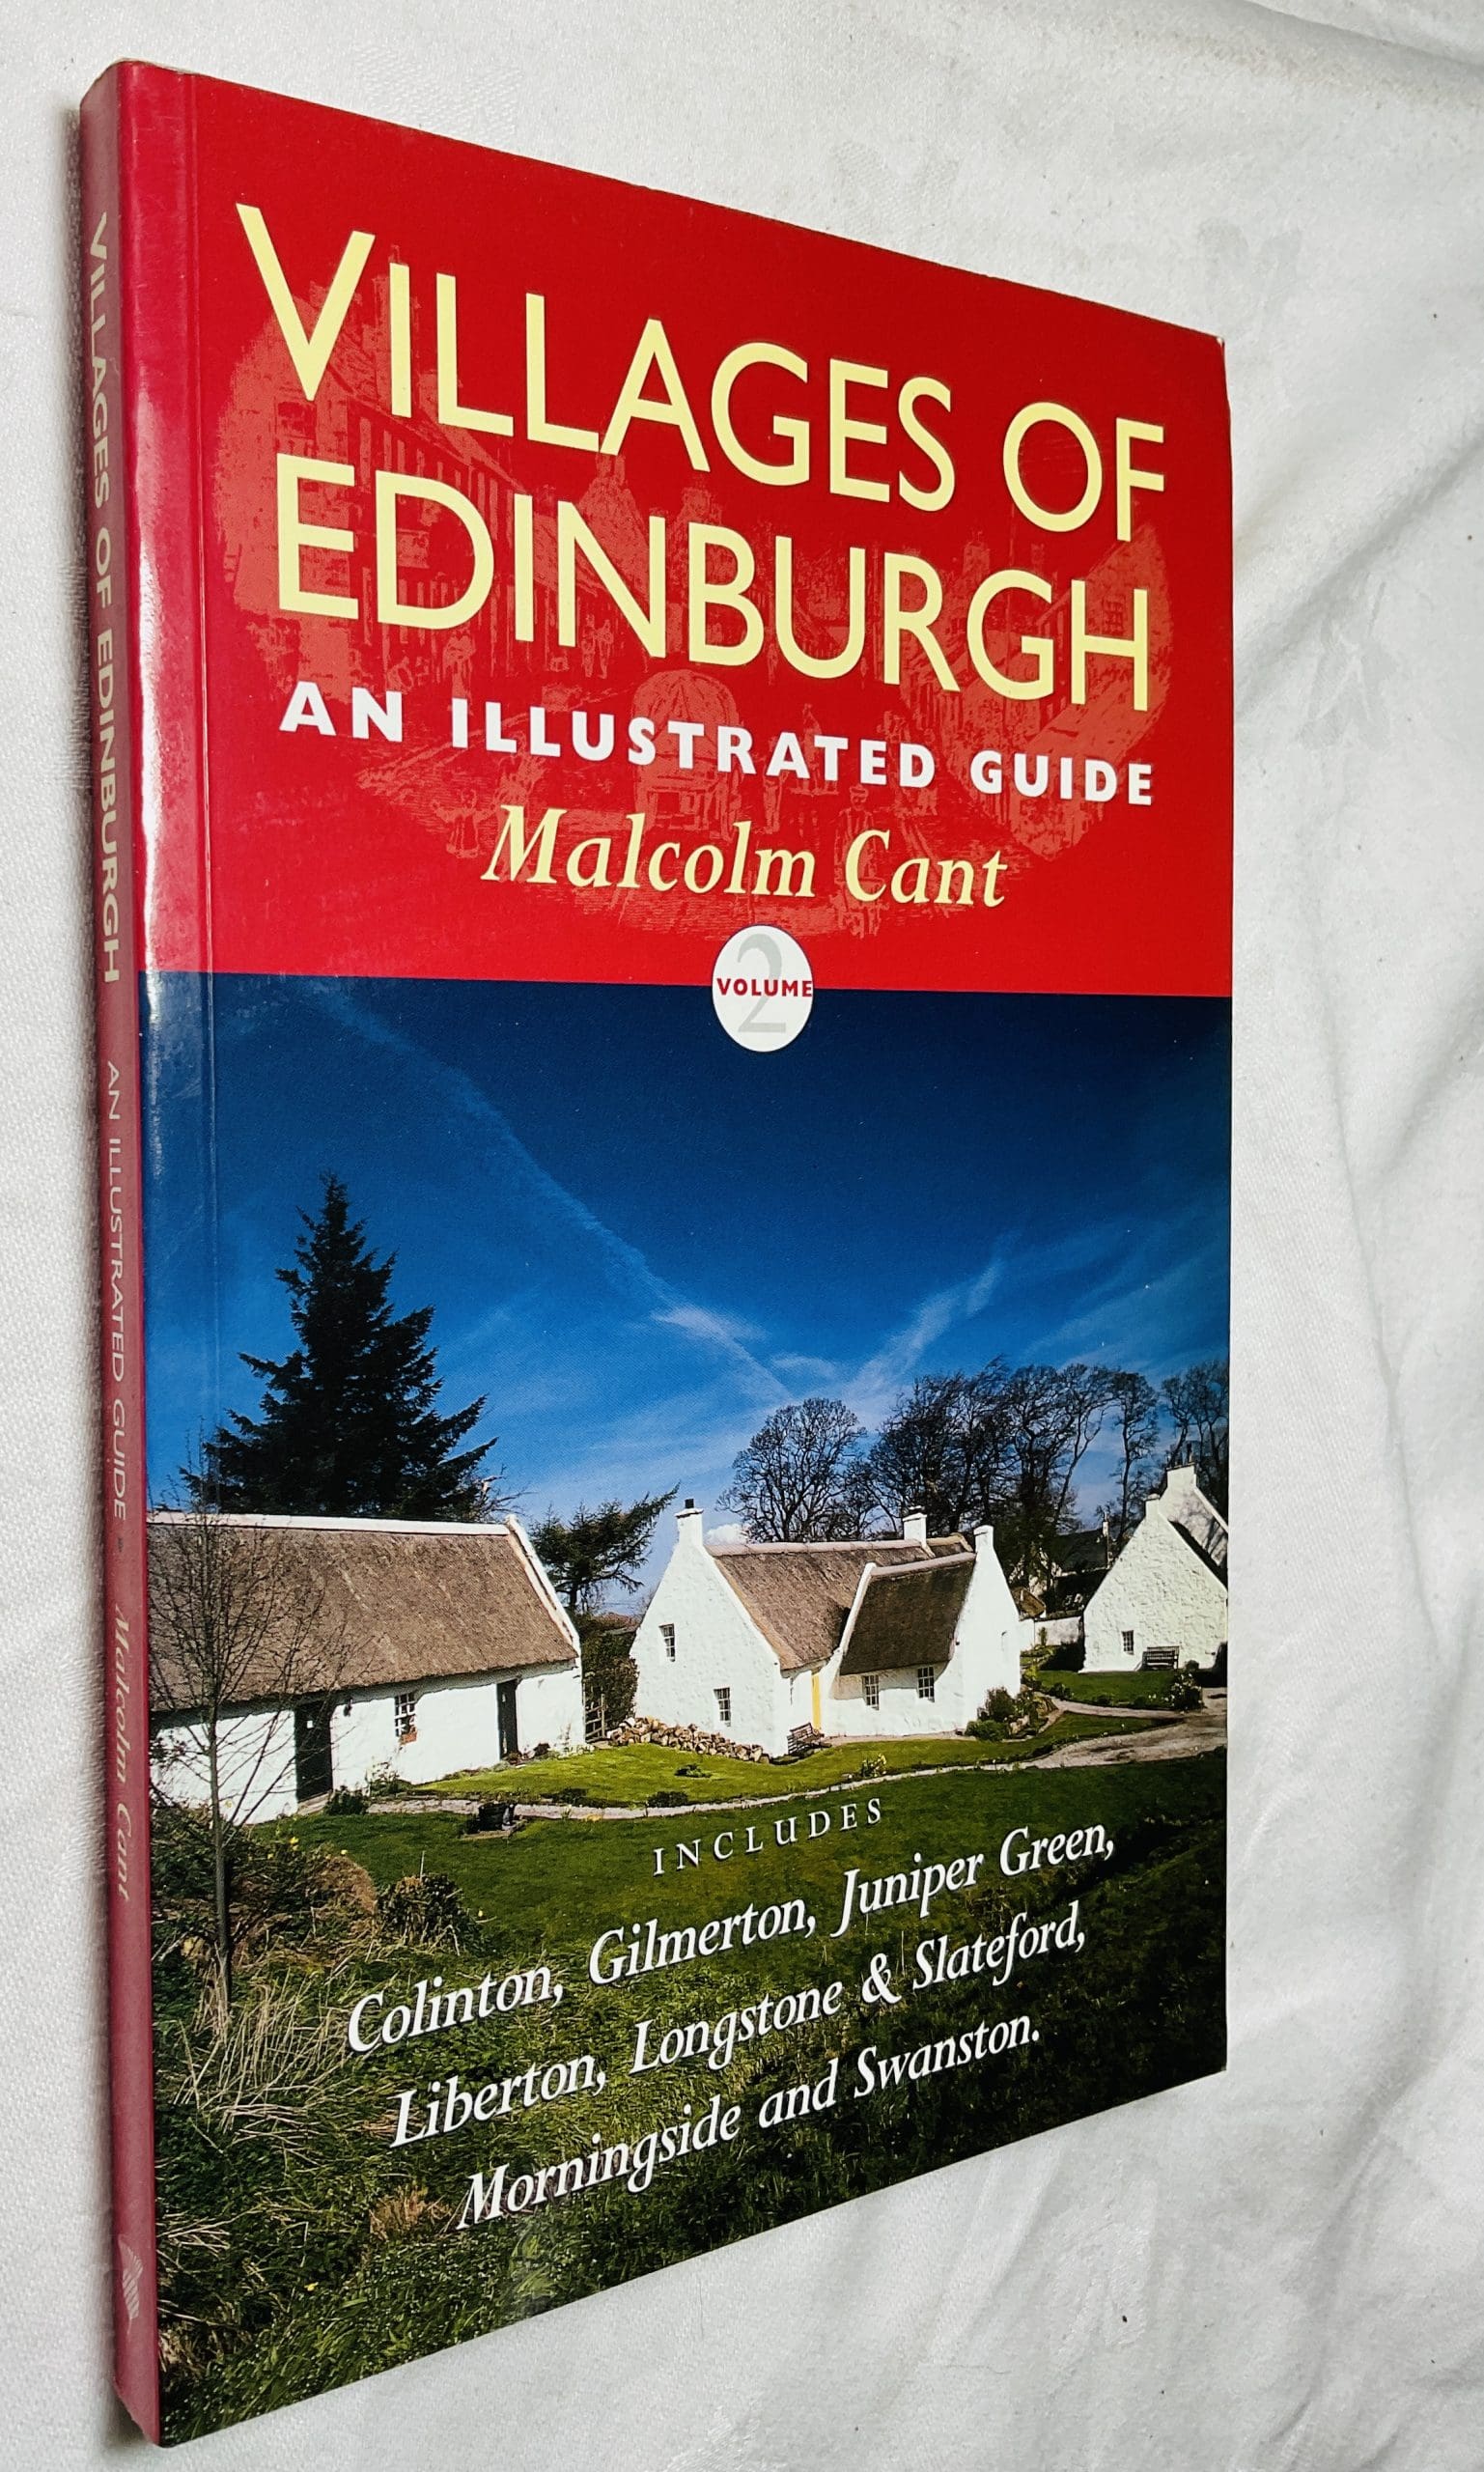 VILLAGES OF
EDINBURGH
AN ILLUSTRATED GUIDE
Malcolm Cant
2
VOLUME
INCLUDES
Colinton, Gilmerton, Juniper Green,
Liberton, Longstone & Slateford,
Morningside and Swanston.
VILLAGES OF EDINBURGH AN ILLUSTRATED GUIDE • Malcolm Cant